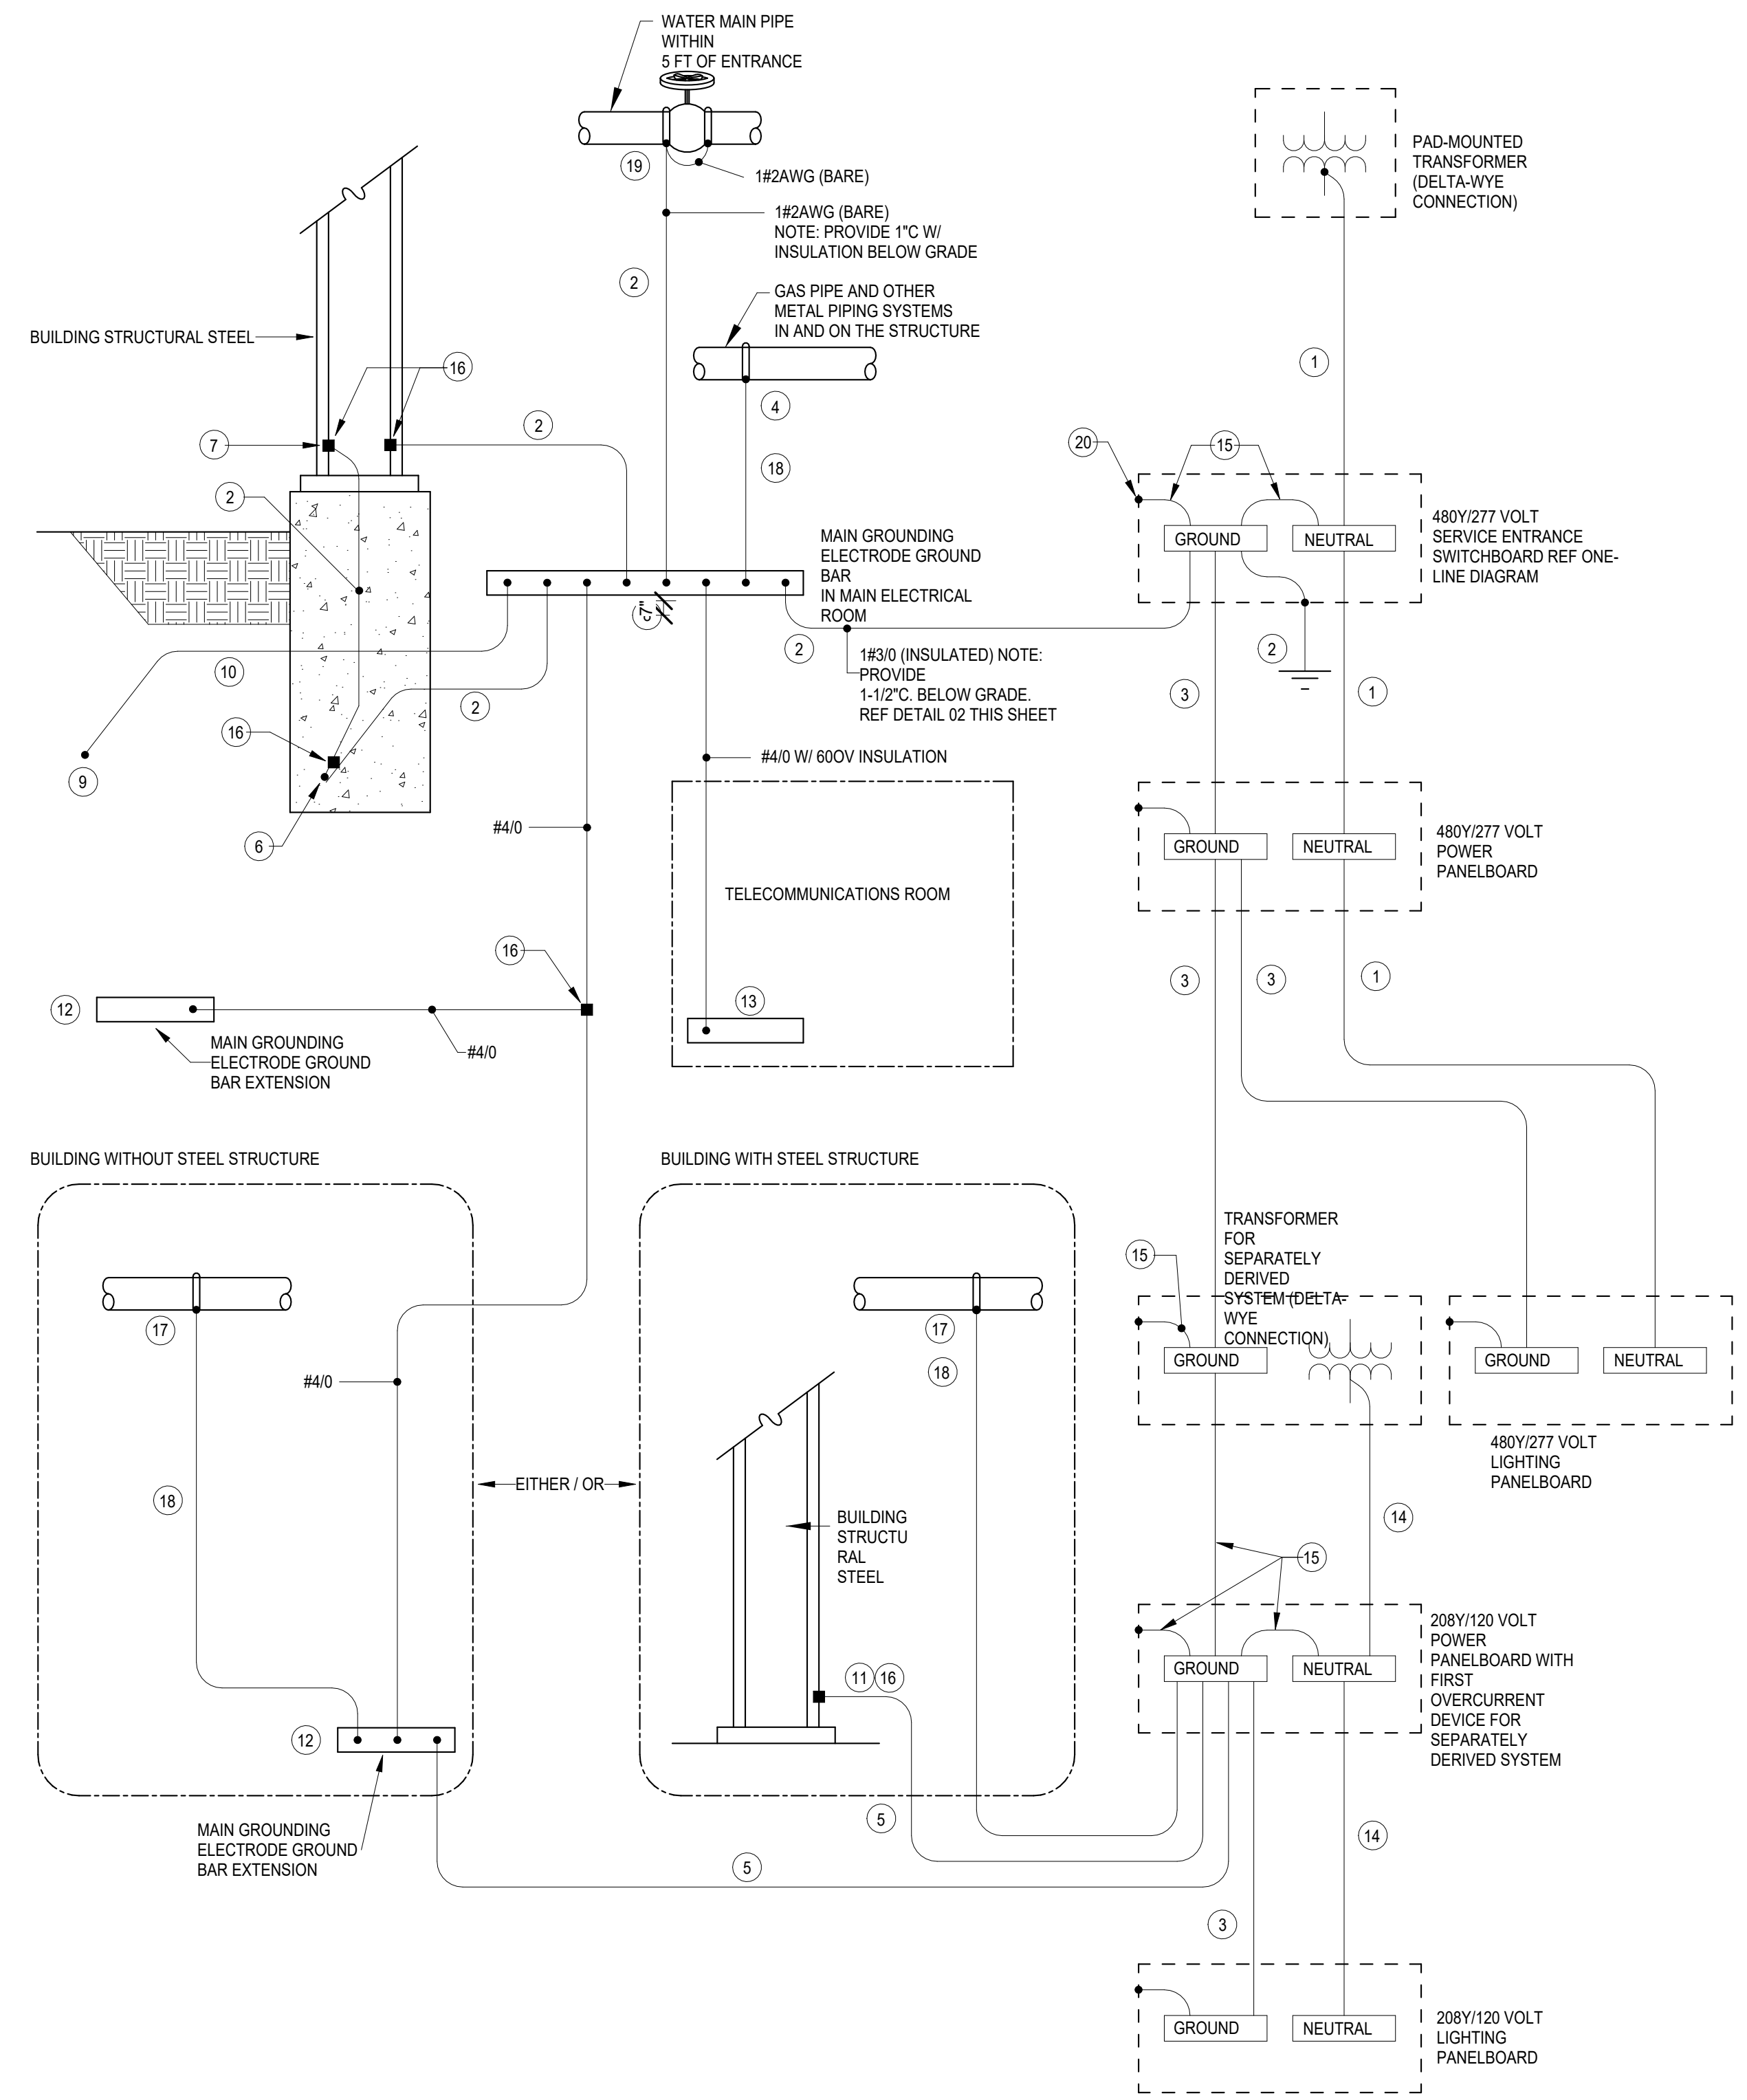 WATER MAIN PIPE
WITHIN
5 FT OF ENTRANCE
19
1#2AWG (BARE)
1#2AWG (BARE)
NOTE: PROVIDE 1"C W/
INSULATION BELOW GRADE
2
GAS PIPE AND OTHER
METAL PIPING SYSTEMS
IN AND ON THE STRUCTURE
4
18
PAD-MOUNTED
TRANSFORMER
(DELTA-WYE
CONNECTION)
1
BUILDING STRUCTURAL STEEL
16
7
2
2
20
15
GROUND
NEUTRAL
480Y/277 VOLT
SERVICE ENTRANCE
SWITCHBOARD REF ONE-
LINE DIAGRAM
MAIN GROUNDING
ELECTRODE GROUND
BAR
IN MAIN ELECTRICAL
ROOM
2
1#3/0 (INSULATED) NOTE:
PROVIDE
1-1/2"C. BELOW GRADE.
REF DETAIL 02 THIS SHEET
2
3
1
10
2
16
9
6
#4/0 W/ 60OV INSULATION
#4/0
TELECOMMUNICATIONS ROOM
13
GROUND
NEUTRAL
480Y/277 VOLT
POWER
PANELBOARD
3
3
1
16
12
#4/0
MAIN GROUNDING
ELECTRODE GROUND
BAR EXTENSION
BUILDING WITHOUT STEEL STRUCTURE
17
#4/0
18
12
MAIN GROUNDING
ELECTRODE GROUND
BAR EXTENSION
EITHER / OR
BUILDING WITH STEEL STRUCTURE
17
18
BUILDING
STRUCTU
RAL
STEEL
11
16
5
5
TRANSFORMER
FOR
SEPARATELY
DERIVED
SYSTEM (DELTA-
WYE
CONNECTION)
15
GROUND
GROUND
NEUTRAL
480Y/277 VOLT
LIGHTING
PANELBOARD
14
15
GROUND
NEUTRAL
208Y/120 VOLT
POWER
PANELBOARD WITH
FIRST
OVERCURRENT
DEVICE FOR
SEPARATELY
DERIVED SYSTEM
14
3
GROUND
NEUTRAL
208Y/120 VOLT
LIGHTING
PANELBOARD